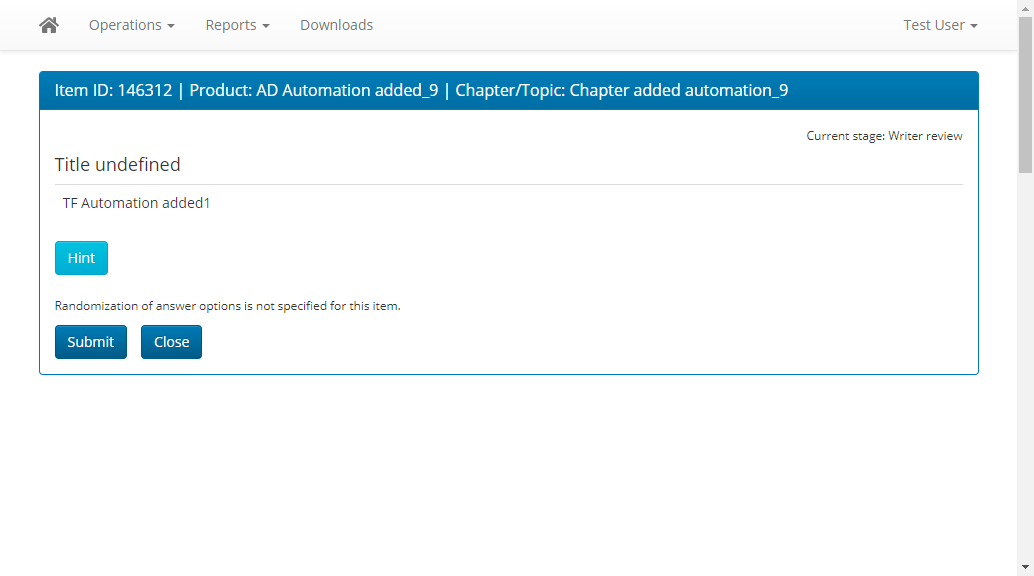 Operations Reports Downloads Test User
Item ID: 146312 | Product: AD Automation added_9 | Chapter/Topic: Chapter added automation_9
Current stage: Writer review
Title undefined
TF Automation added1
Hint
Randomization of answer options is not specified for this item.
Submit Close